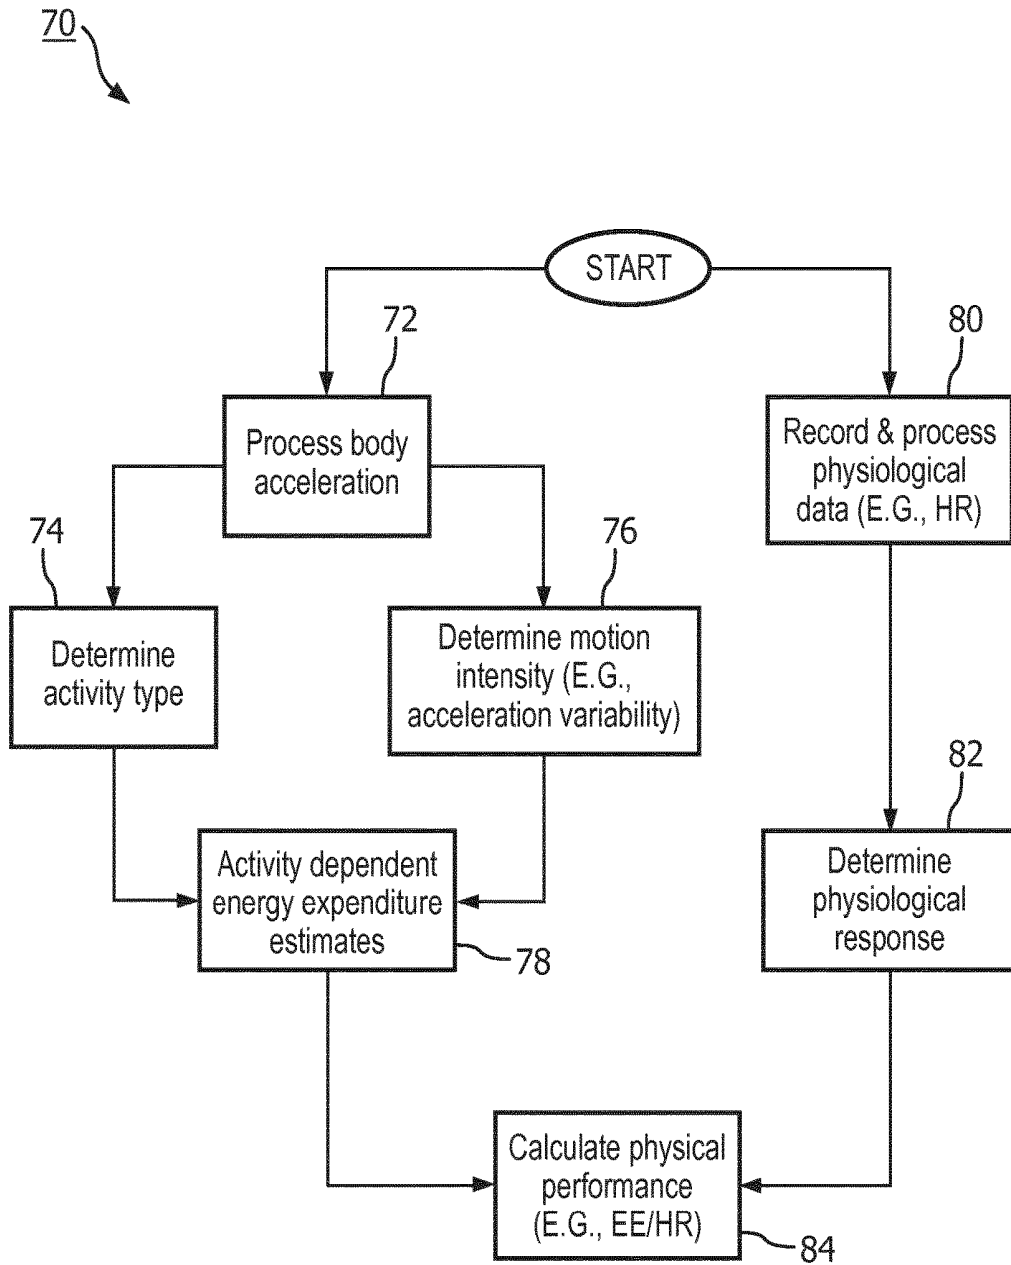 70
START
72
80
Process body
acceleration
Record & process
physiological
data (E.G., HR)
74
76
Determine
activity type
Determine motion
intensity (E.G.,
acceleration variability)
82
Activity dependent
energy expenditure
estimates
78
Determine
physiological
response
Calculate physical
performance
(E.G., EE/HR)
84